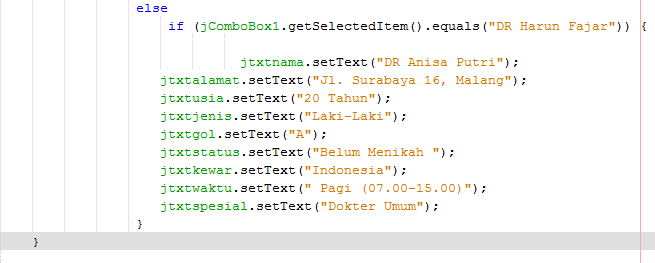 else
if (jComboBox1.getSelectedItem().equals("DR Harun Fajar")) {
jtxtnama.setText("DR Anisa Putri");
jtxtalamat.setText("Jl. Surabaya 16, Malang");
jtxtusia.setText("20 Tahun");
jtxtjenis.setText("Laki-Laki");
jtxtgol.setText("A");
jtxtstatus.setText("Belum Menikah ");
jtxtkewar.setText("Indonesia");
jtxtwaktu.setText(" Pagi (07.00-15.00)");
jtxtspesial.setText("Dokter Umum");
}
}